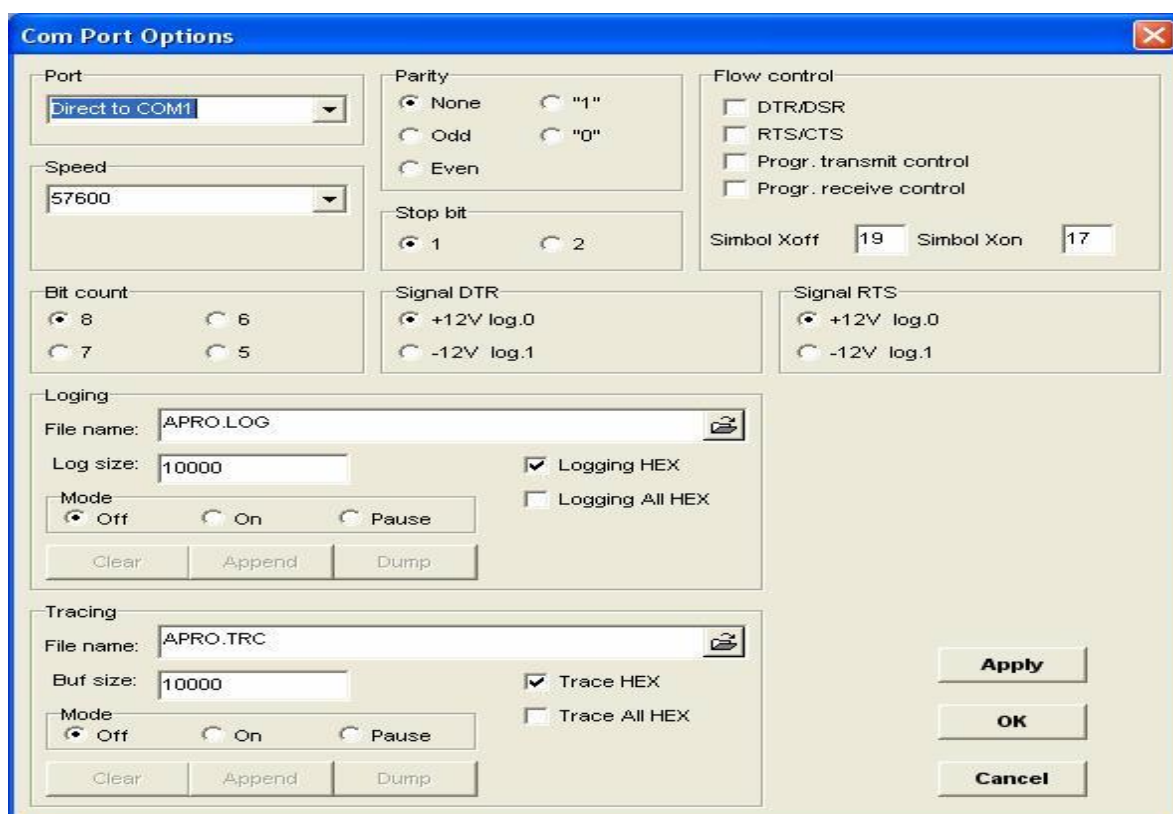 Com Port Options
Port
Direct to COM1
Speed
57600
Parity
None "1"
Odd "0"
Even
Stop bit
1 2
Flow control
DTR/DSR
RTS/CTS
Progr. transmit control
Progr. receive control
Simbol Xoff 19 Simbol Xon 17
Bit count
8 6
7 5
Signal DTR
+12V log.0
-12V log.1
Signal RTS
+12V log.0
-12V log.1
Loging
File name: APRO.LOG
Log size: 10000
Logging HEX
Logging All HEX
Mode
Off On Pause
Clear Append Dump
Tracing
File name: APRO.TRC
Buf size: 10000
Trace HEX
Trace All HEX
Mode
Off On Pause
Clear Append Dump
Apply
OK
Cancel